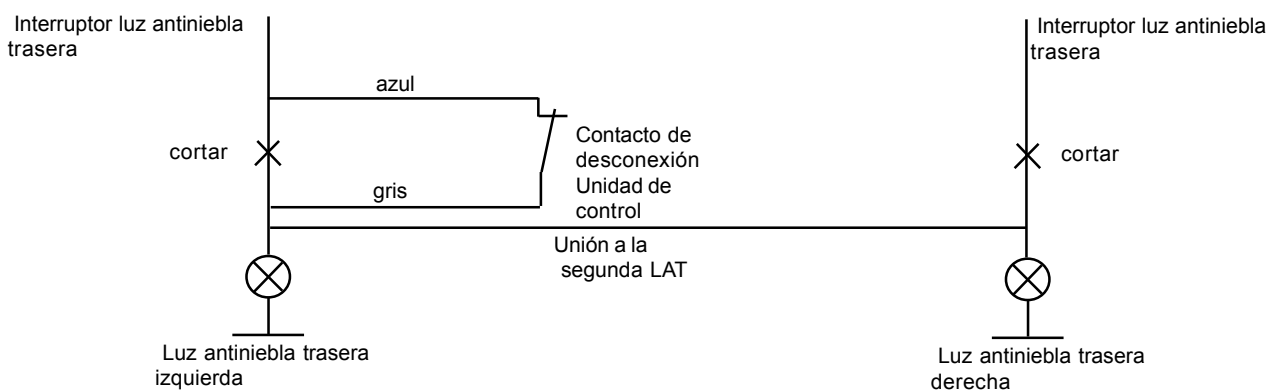 Interruptor luz antiniebla
trasera
Interruptor luz antiniebla
trasera
azul
cortar
Contacto de
desconexión
Unidad de
control
cortar
gris
Unión a la
segunda LAT
Luz antiniebla trasera
izquierda
Luz antiniebla trasera
derecha